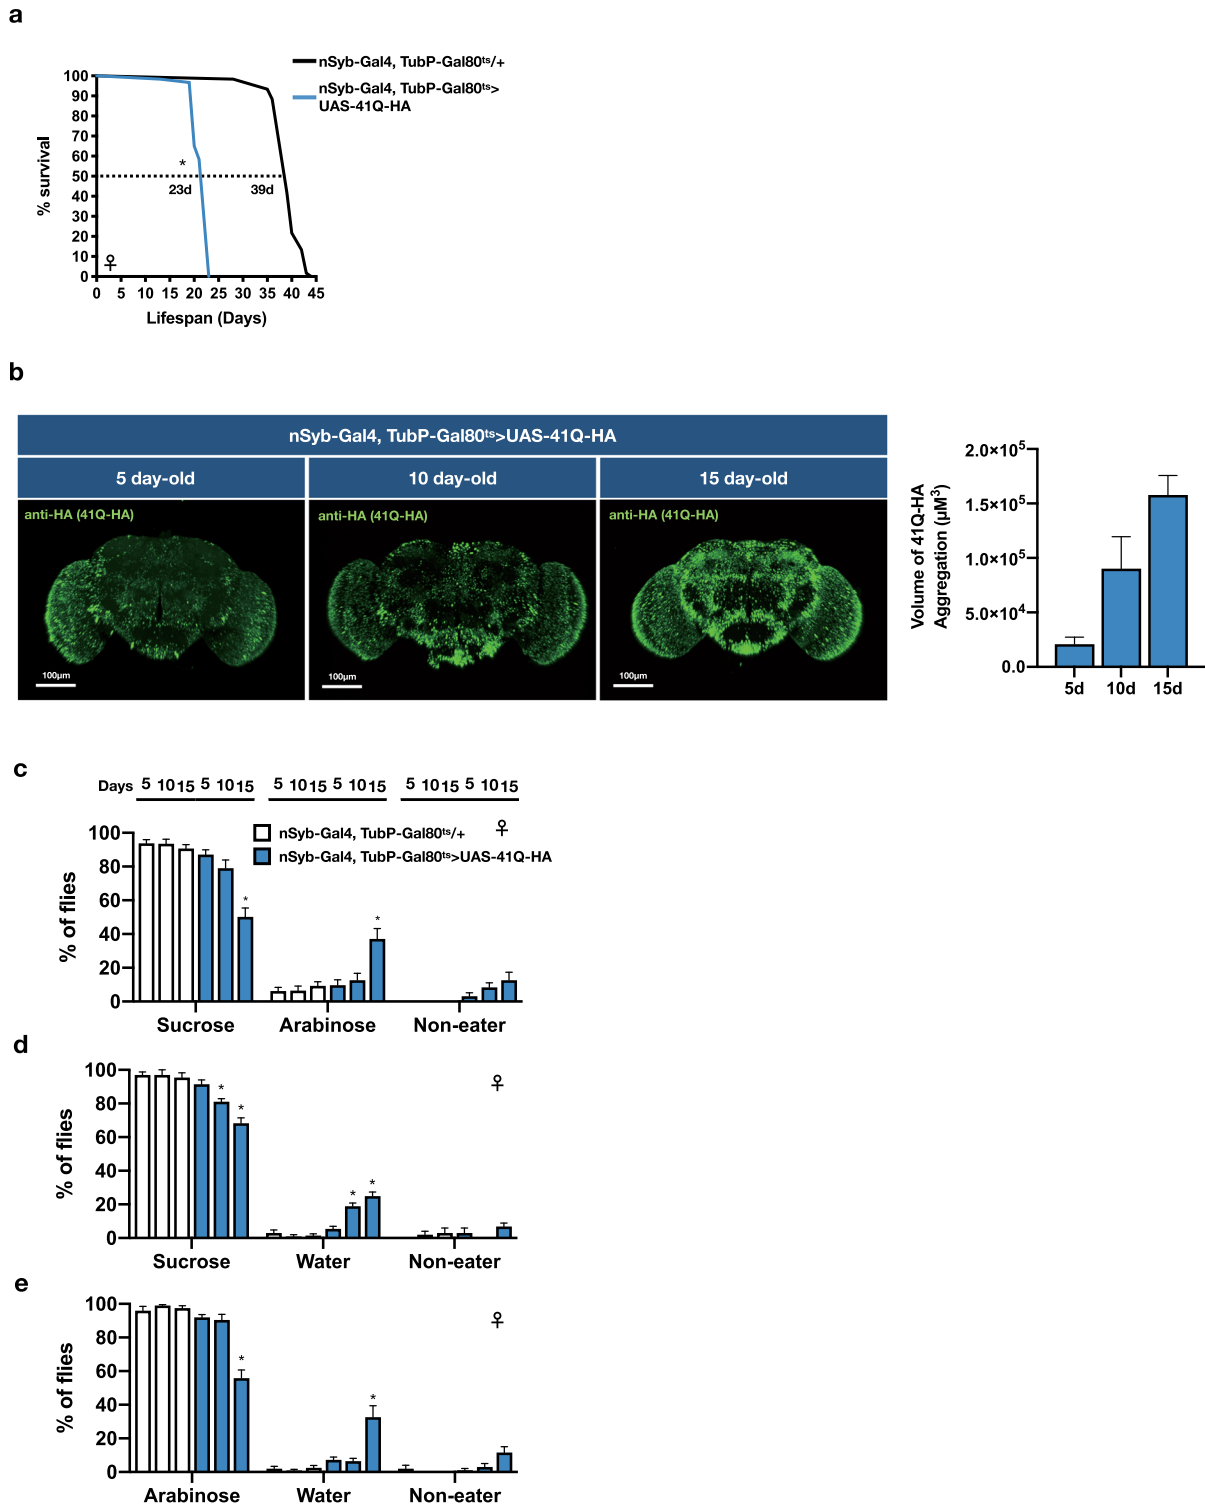 a
nSyb-Gal4, TubP-Gal80ts/+
nSyb-Gal4, TubP-Gal80ts>
UAS-41Q-HA
100
90
80
70
60
50
40
30
20
10
0
% survival
*
23d
39d
♀
0 5 10 15 20 25 30 35 40 45
Lifespan (Days)
b
nSyb-Gal4, TubP-Gal80ts>UAS-41Q-HA
5 day-old
10 day-old
15 day-old
anti-HA (41Q-HA)
anti-HA (41Q-HA)
anti-HA (41Q-HA)
100µm
100µm
100µm
Volume of 41Q-HA
Aggregation (µM3)
2.0×105
1.5×105
1.0×105
5.0×104
0.0
5d 10d 15d
c
Days 5 10 15 5 10 15 5 10 15 5 10 15 5 10 15 5 10 15
nSyb-Gal4, TubP-Gal80ts/+ ♀
nSyb-Gal4, TubP-Gal80ts>UAS-41Q-HA
% of flies
100
80
60
40
20
0
* *
Sucrose Arabinose Non-eater
d
♀
% of flies
100
80
60
40
20
0
* * * *
Sucrose Water Non-eater
e
♀
% of flies
100
80
60
40
20
0
* *
Arabinose Water Non-eater